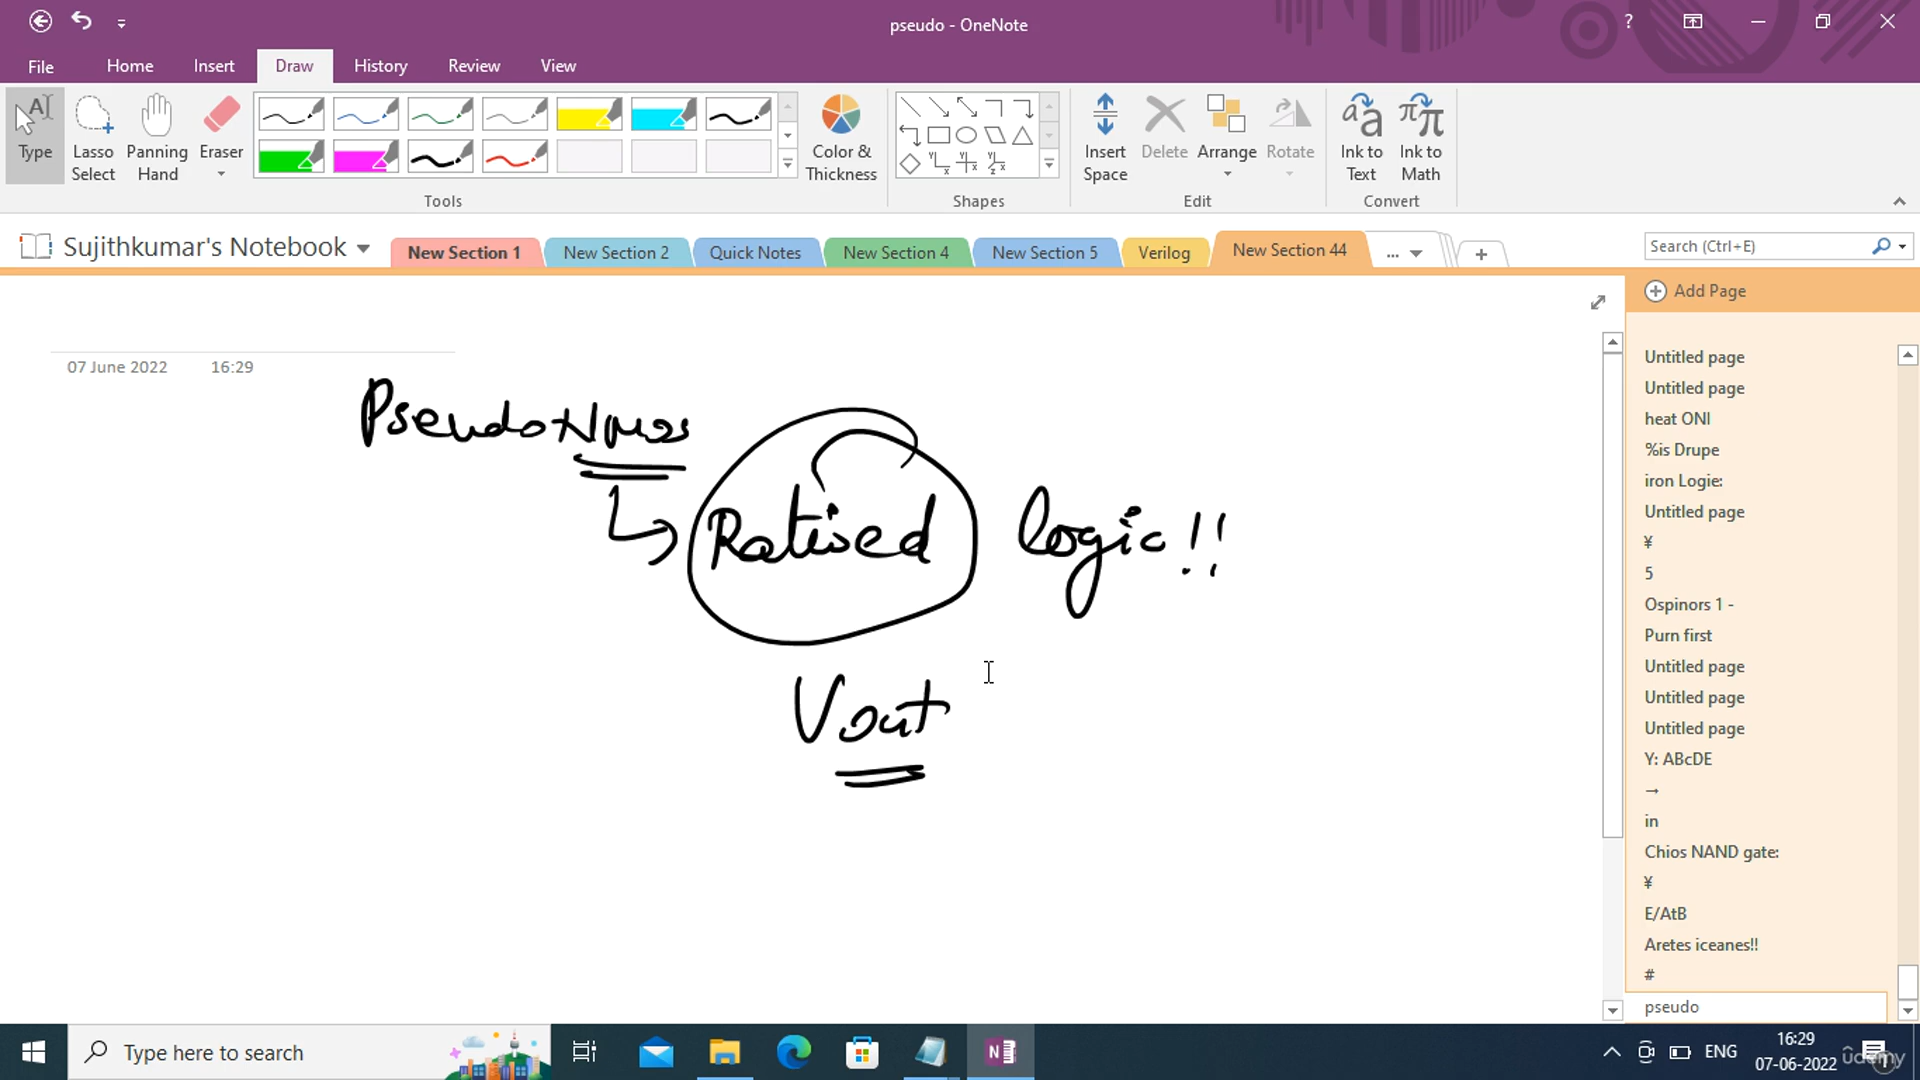 pseudo - OneNote
?
File Home Insert Draw History Review View
Type Lasso Select Panning Hand Eraser
Color & Thickness
Insert Space Delete Arrange Rotate
Ink to Text Ink to Math
Tools Shapes Edit Convert
Sujithkumar's Notebook New Section 1 New Section 2 Quick Notes New Section 4 New Section 5 Verilog New Section 44 ... +
Search (Ctrl+E)
Add Page
07 June 2022 16:29
Pseudo Nmos
Ratised logic!!
Vout
Untitled page
Untitled page
heat ONI
%is Drupe
iron Logie:
Untitled page
¥
5
Ospinors 1 -
Purn first
Untitled page
Untitled page
Untitled page
Y: ABcDE
→
in
Chios NAND gate:
¥
E/AtB
Aretes iceanes!!
#
pseudo
Type here to search
N
ENG
16:29
07-06-2022
1
udemy